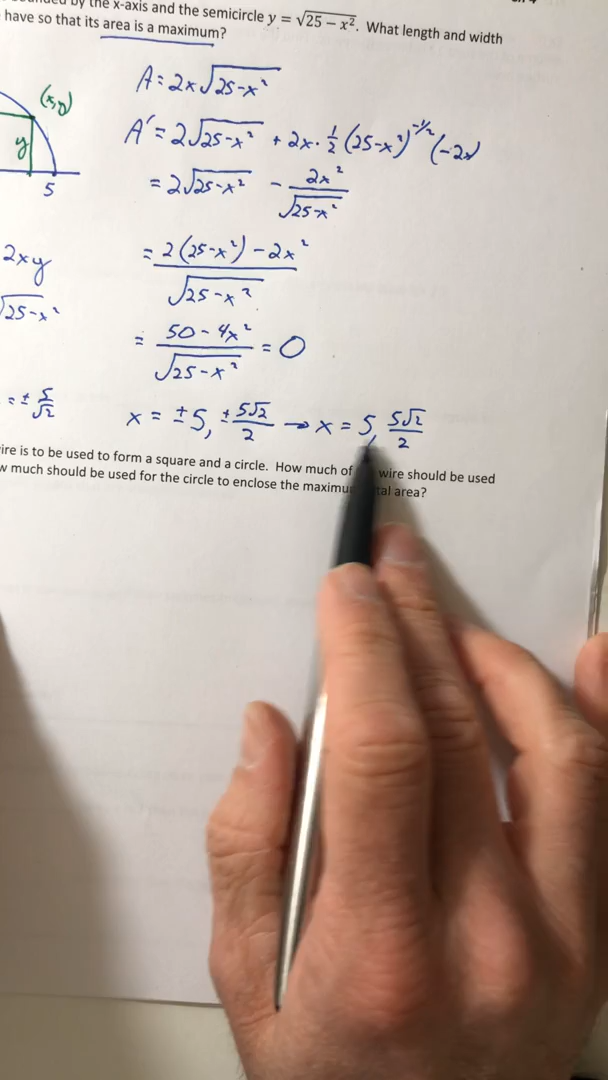 by the x-axis and the semicircle y = √25 − x². What length and width
have so that its area is a maximum?
A = 2x√25-x²
(x,y)
A' = 2√25-x² + 2x · 1/2 (25-x²)^-1/2 (-2x)
y
= 2√25-x² - 2x²/√25-x²
5
2xy
= 2(25-x²) - 2x² / √25-x²
√25-x²
= 50 - 4x² / √25-x² = 0
= ± 5/√2
x = ±5, ± 5√2/2 → x = 5, 5√2/2
ire is to be used to form a square and a circle. How much of wire should be used
w much should be used for the circle to enclose the maximum area?